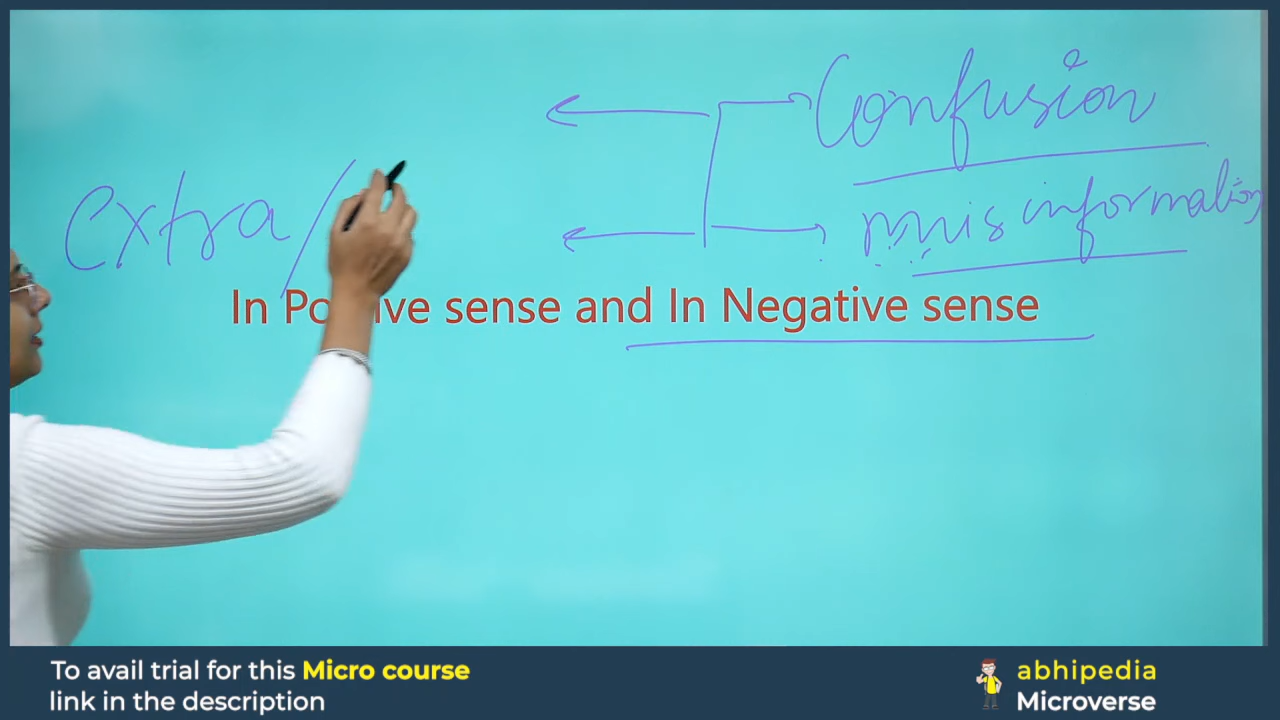 Confusion
extra/
misinformation
In Po ive sense and In Negative sense
To avail trial for this Micro course
link in the description
abhipedia
Microverse